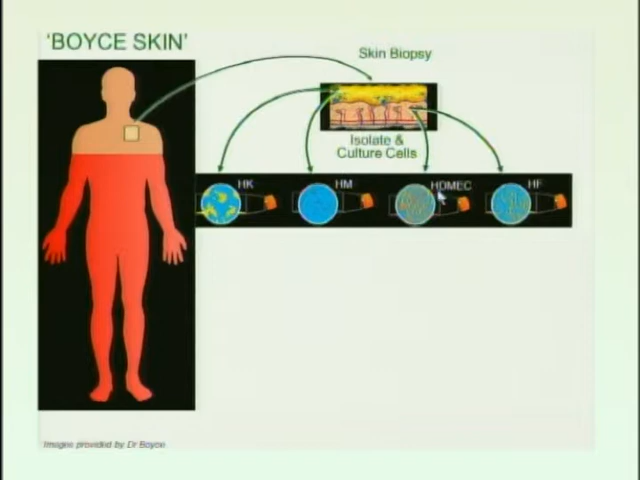 'BOYCE SKIN'
Skin Biopsy
Isolate &
Culture Cells
HK
HM
HDMEC
HF
Images provided by Dr Boyce